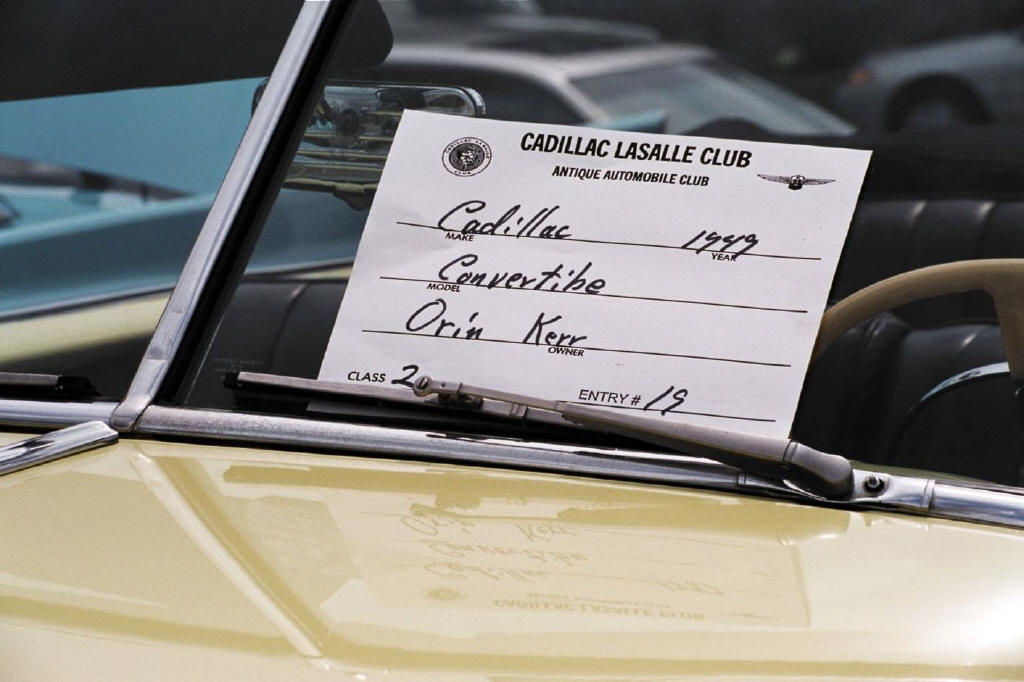 CADILLAC LASALLE CLUB
ANTIQUE AUTOMOBILE CLUB
Cadillac 1949
MAKE YEAR
Convertibe
MODEL
Orin Kerr
OWNER
CLASS 2 ENTRY # 19